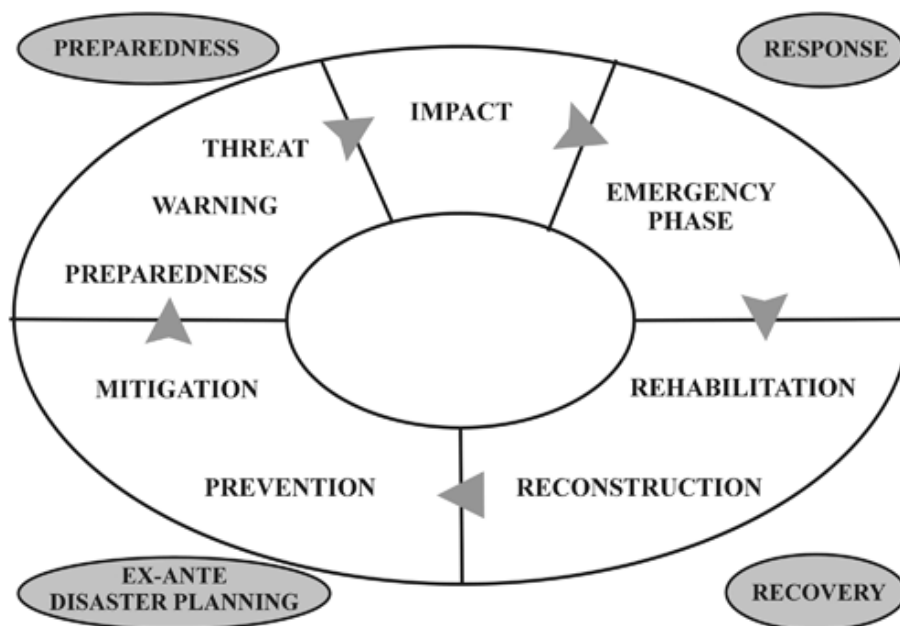 PREPAREDNESS
RESPONSE
IMPACT
THREAT
WARNING
PREPAREDNESS
EMERGENCY
PHASE
MITIGATION
REHABILITATION
PREVENTION
RECONSTRUCTION
EX-ANTE
DISASTER PLANNING
RECOVERY